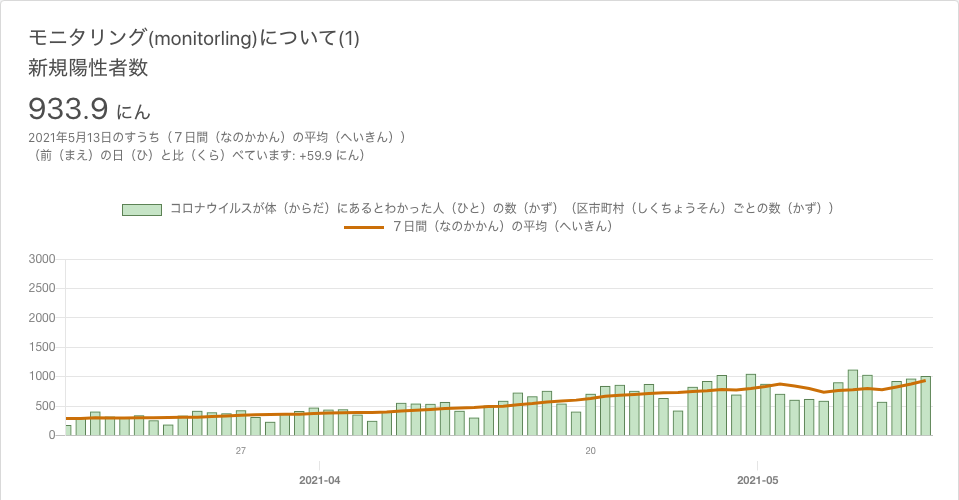 モニタリング(monitorling)について(1)
新規陽性者数
933.9 にん
2021年5月13日のすうち（７日間（なのかかん）の平均（へいきん））
（前（まえ）の日（ひ）と比（くら）べています: +59.9 にん）
コロナウイルスが体（からだ）にあるとわかった人（ひと）の数（かず）（区市町村（しくちょうそん）ごとの数（かず））
７日間（なのかかん）の平均（へいきん）
3000
2500
2000
1500
1000
500
0
27
20
2021-04
2021-05